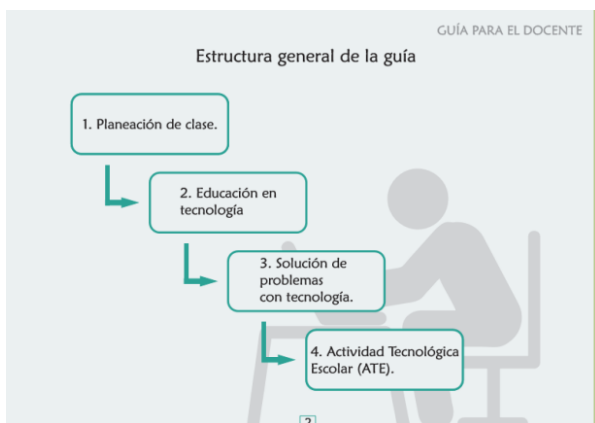 GUÍA PARA EL DOCENTE
Estructura general de la guía
1. Planeación de clase.
2. Educación en
tecnología
3. Solución de
problemas
con tecnología.
4. Actividad Tecnológica
Escolar (ATE).
2